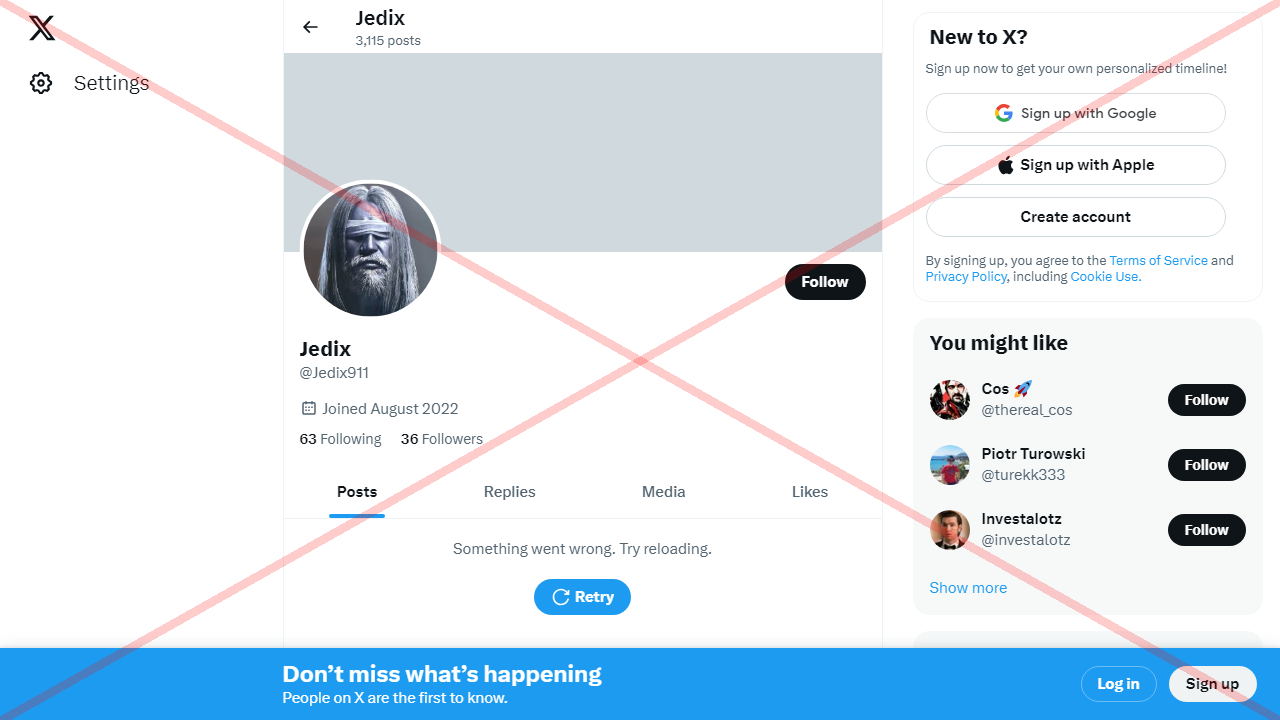 Settings
Jedix
3,115 posts
Follow
Jedix
@Jedix911
Joined August 2022
63 Following 36 Followers
Posts Replies Media Likes
Something went wrong. Try reloading.
Retry
New to X?
Sign up now to get your own personalized timeline!
Sign up with Google
Sign up with Apple
Create account
By signing up, you agree to the Terms of Service and
Privacy Policy, including Cookie Use.
You might like
Cos 🚀
@thereal_cos
Follow
Piotr Turowski
@turekk333
Follow
Investalotz
@investalotz
Follow
Show more
Don’t miss what’s happening
People on X are the first to know.
Log in
Sign up